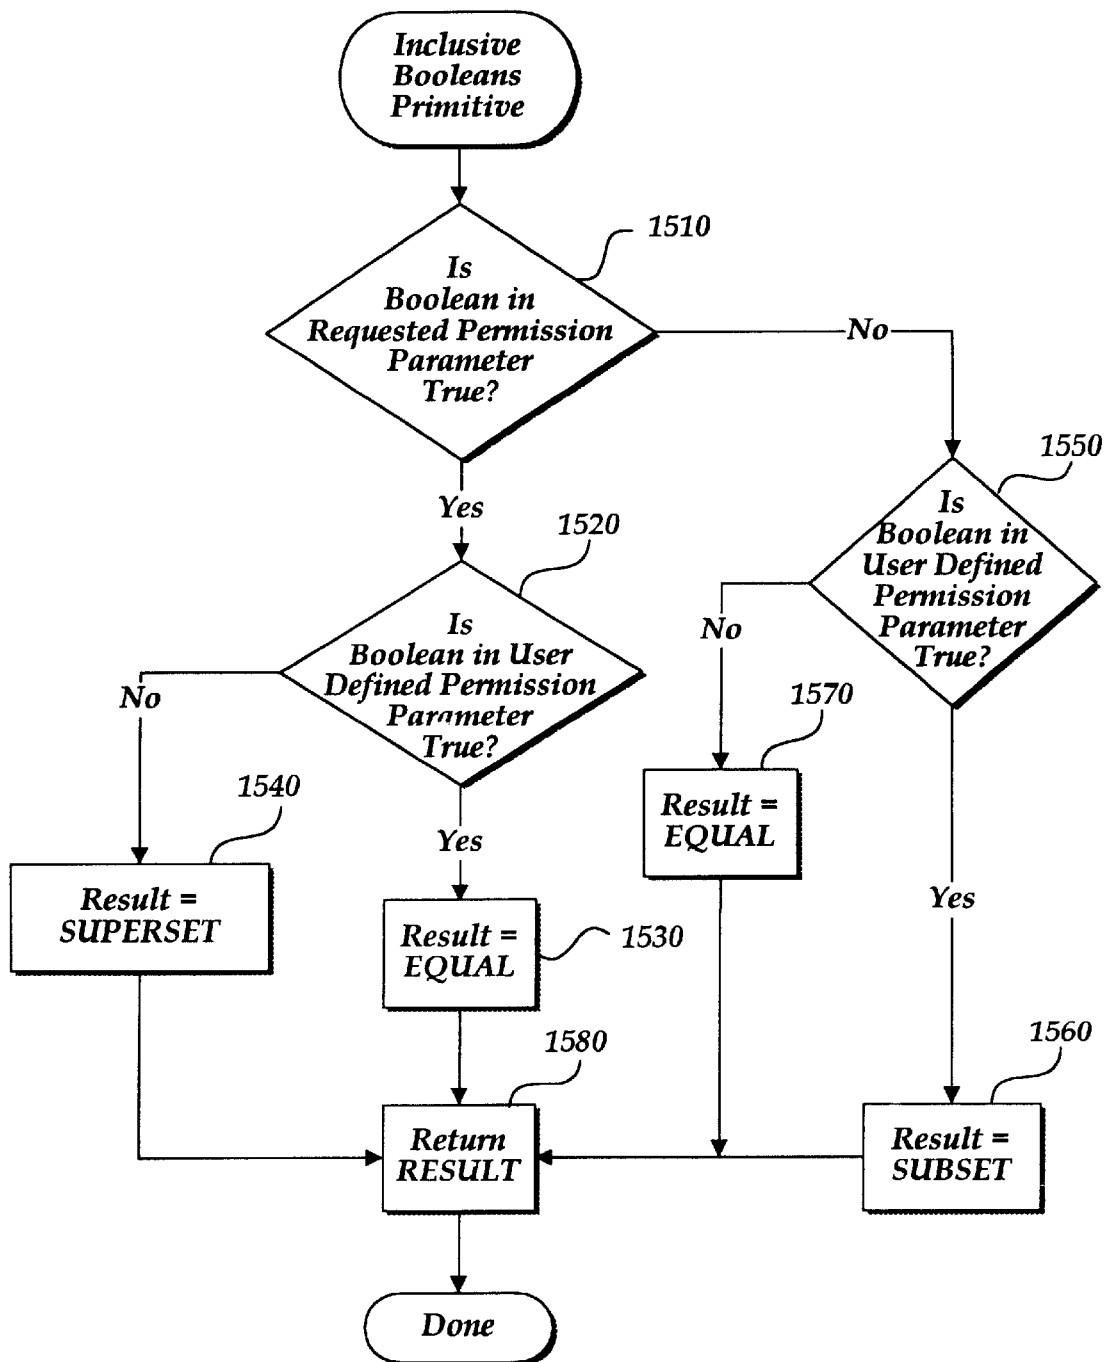 Inclusive
Booleans
Primitive
1510
Is
Boolean in
Requested Permission
Parameter
True?
No
Yes
1550
Is
Boolean in
User Defined
Permission
Parameter
True?
1520
Is
Boolean in User
Defined Permission
Parameter
True?
No
No
1570
Result =
EQUAL
1540
Result =
SUPERSET
Yes
Result =
EQUAL
1530
Yes
1580
Return
RESULT
1560
Result =
SUBSET
Done